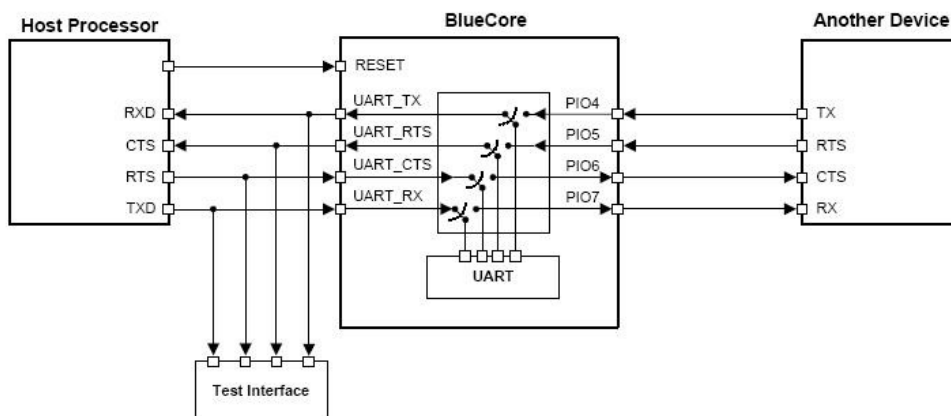 Host Processor
BlueCore
Another Device
RESET
RXD
UART_TX
PIO4
TX
CTS
UART_RTS
PIO5
RTS
RTS
UART_CTS
PIO6
CTS
TXD
UART_RX
PIO7
RX
UART
Test Interface